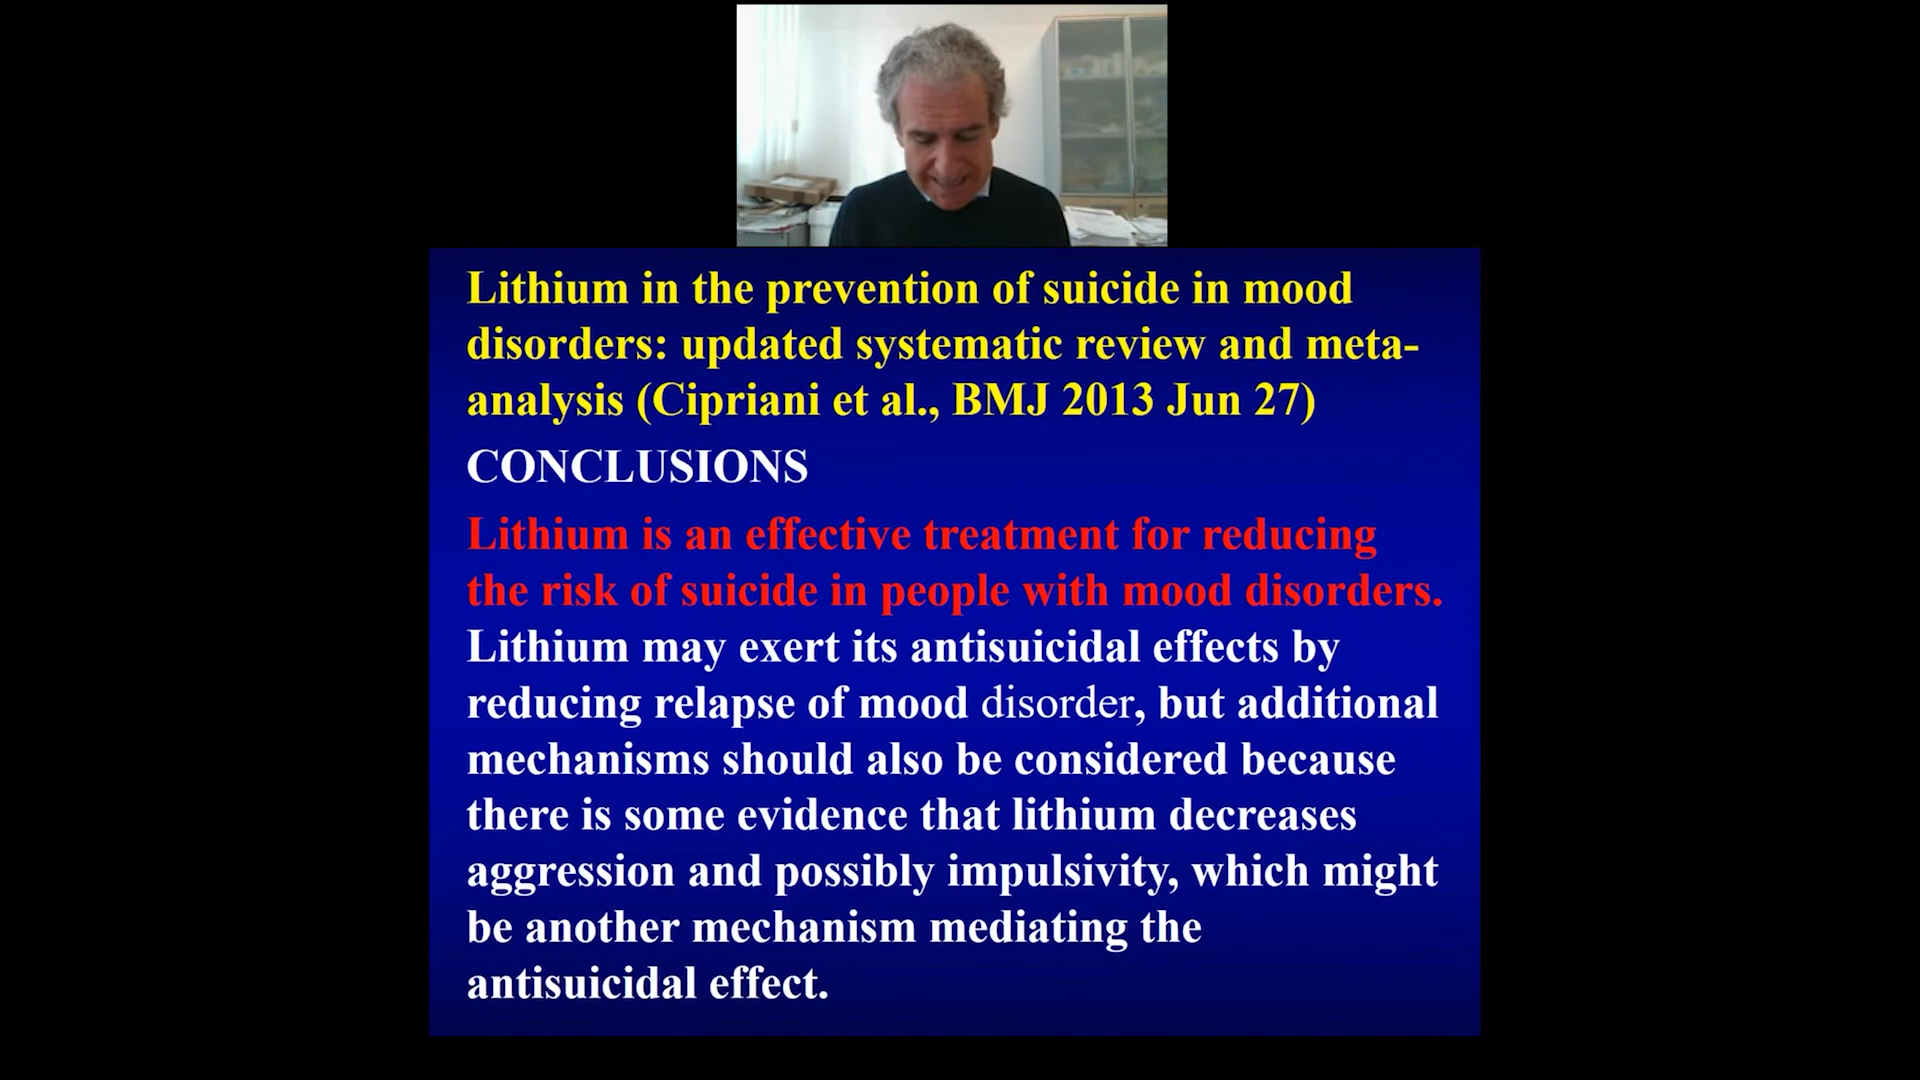 Lithium in the prevention of suicide in mood
disorders: updated systematic review and meta-
analysis (Cipriani et al., BMJ 2013 Jun 27)
CONCLUSIONS
Lithium is an effective treatment for reducing
the risk of suicide in people with mood disorders.
Lithium may exert its antisuicidal effects by
reducing relapse of mood disorder, but additional
mechanisms should also be considered because
there is some evidence that lithium decreases
aggression and possibly impulsivity, which might
be another mechanism mediating the
antisuicidal effect.